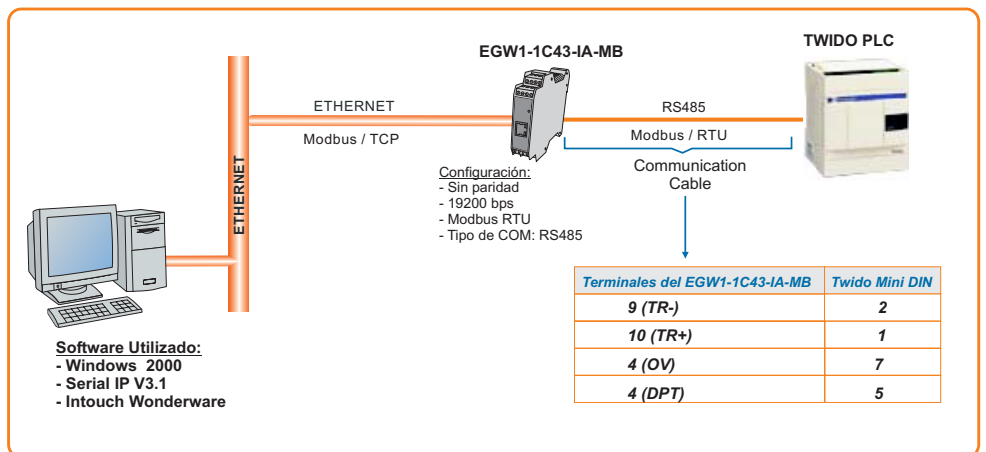 TWIDO PLC
EGW1-1C43-IA-MB
ETHERNET
Modbus / TCP
RS485
Modbus / RTU
Communication
Cable
ETHERNET
Configuración:
- Sin paridad
- 19200 bps
- Modbus RTU
- Tipo de COM: RS485
Terminales del EGW1-1C43-IA-MB Twido Mini DIN
9 (TR-) 2
10 (TR+) 1
4 (OV) 7
4 (DPT) 5
Software Utilizado:
- Windows 2000
- Serial IP V3.1
- Intouch Wonderware